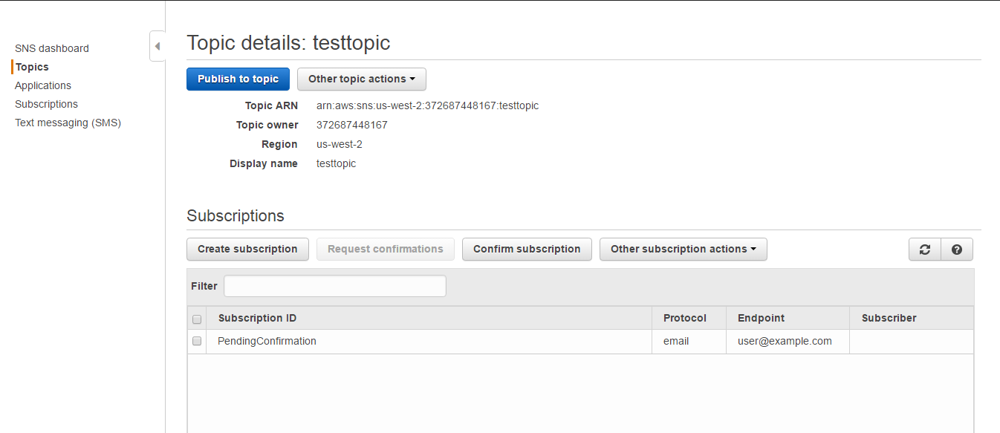 SNS dashboard
Topics
Applications
Subscriptions
Text messaging (SMS)
Topic details: testtopic
Publish to topic Other topic actions
Topic ARN arn:aws:sns:us-west-2:372687448167:testtopic
Topic owner 372687448167
Region us-west-2
Display name testtopic
Subscriptions
Create subscription Request confirmations Confirm subscription Other subscription actions
Filter
Subscription ID Protocol Endpoint Subscriber
PendingConfirmation email user@example.com